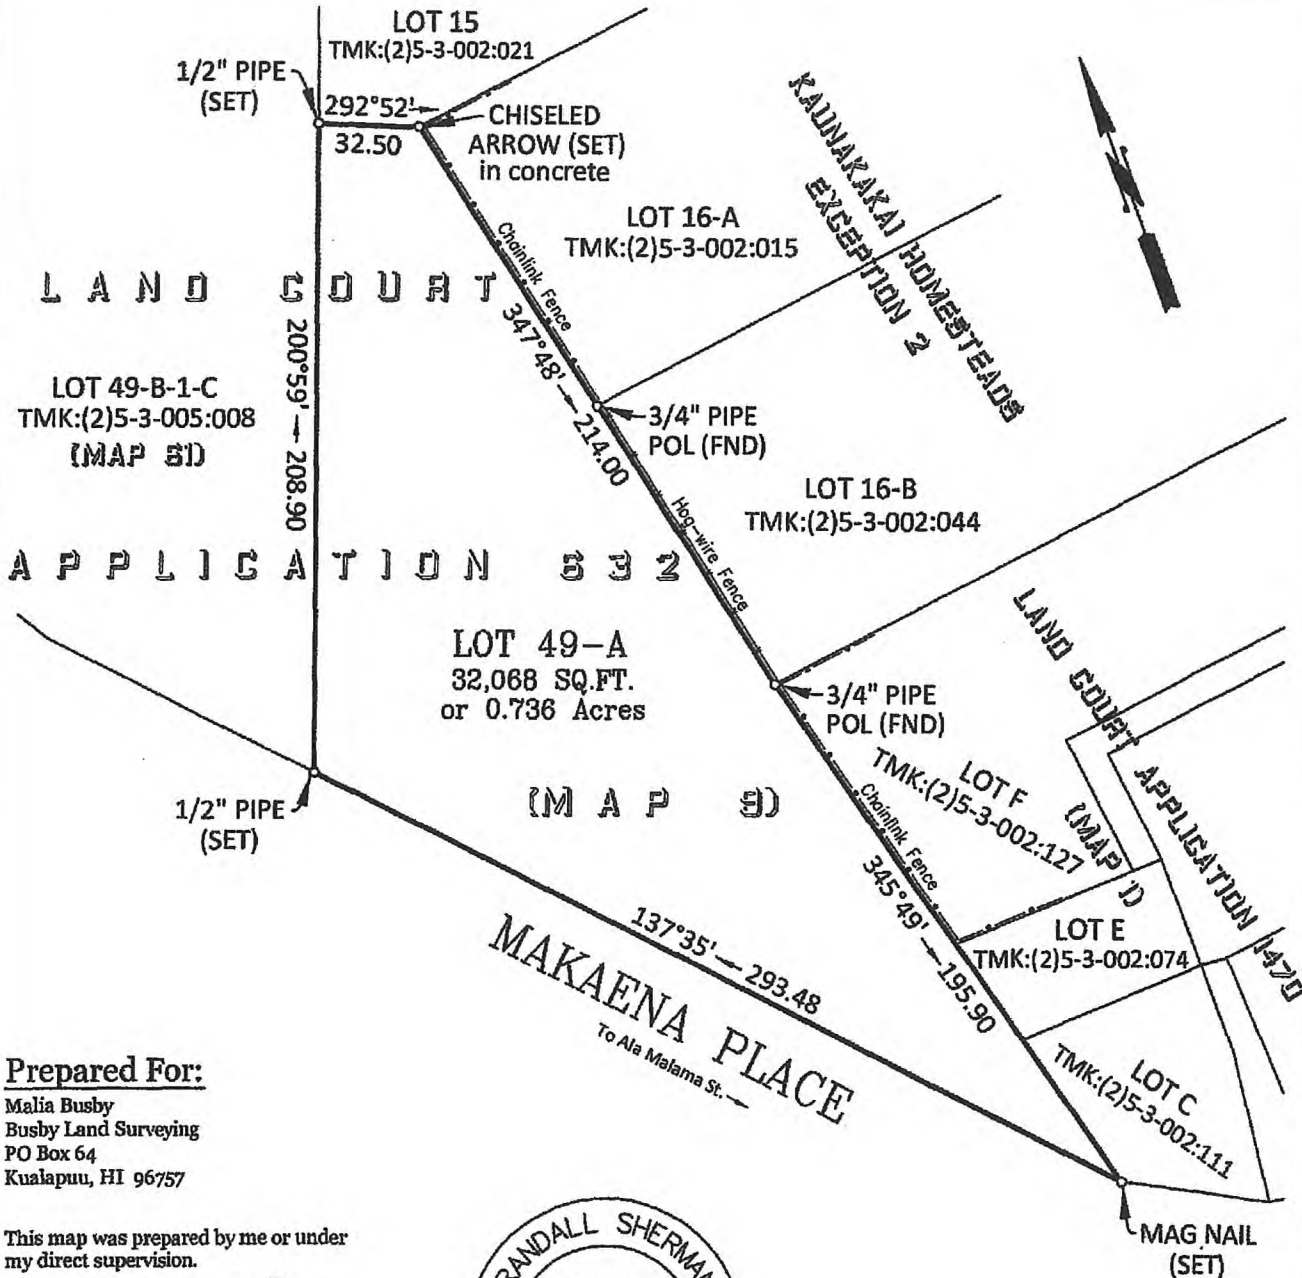 LOT 15
TMK:(2)5-3-002:021
1/2" PIPE
(SET)
292°52'
32.50
CHISELED
ARROW (SET)
in concrete
KAUNAKAKAI HOMESTEADS
EXCEPTION 2
N
LOT 16-A
TMK:(2)5-3-002:015
Chainlink Fence
LAND COURT
347°48'
214.00
200°59'
208.90
LOT 49-B-1-C
TMK:(2)5-3-005:008
3/4" PIPE
POL (FND)
LOT 16-B
TMK:(2)5-3-002:044
Hog-wire Fence
APPLICATION 632
LOT 49-A
32,068 SQ.FT.
or 0.736 Acres
3/4" PIPE
POL (FND)
LAND COURT APPLICATION 1470
(MAP 1)
LOT F
TMK:(2)5-3-002:127
Chainlink Fence
345°49'
195.90
1/2" PIPE
(SET)
(MAP 9)
LOT E
TMK:(2)5-3-002:074
137°35'
293.48
MAKAENA PLACE
To Ala Malama St.
LOT C
TMK:(2)5-3-002:111
MAG NAIL
(SET)
Prepared For:
Malia Busby
Busby Land Surveying
PO Box 64
Kualapuu, HI 96757
This map was prepared by me or under
my direct supervision.
RANDALL SHERMAN